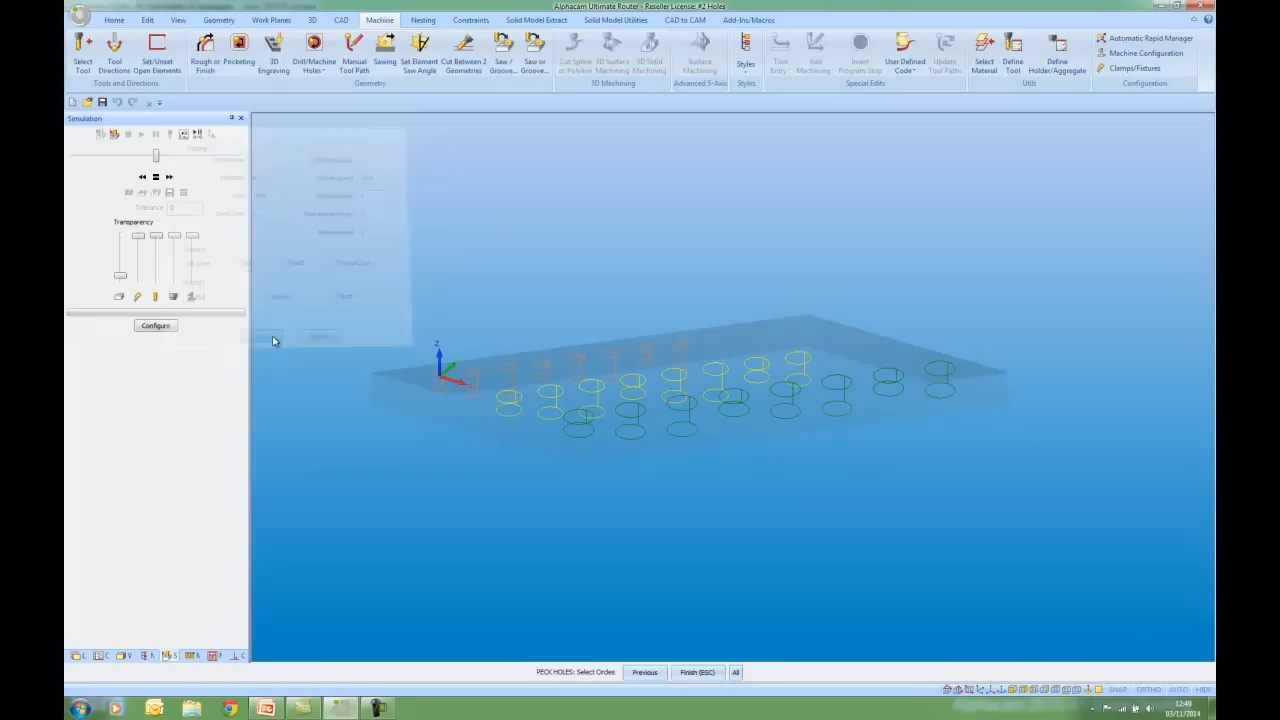 Alphacam Ultimate Router - Reseller License: #2 Holes
Home Edit View Geometry Work Planes 3D CAD Machine Nesting Constraints Solid Model Extract Solid Model Utilities CAD to CAM Add-Ins/Macros
Select Tool
Tool Directions
Set/Unset Open Elements
Rough or Finish
Pocketing
3D Engraving
Drill/Machine Holes
Manual Tool Path
Sawing
Set Element Saw Angle
Cut Between 2 Geometries
Saw / Groove...
Saw or Groove...
Cut Spline or Polyline
3D Surface Machining
3D Solid Machining
Surface Machining
Styles
Tool Entry
Edit Machining
Insert Program Stop
User Defined Code
Update Tool Paths
Select Material
Define Tool
Define Holder/Aggregate
Automatic Rapid Manager
Machine Configuration
Clamps/Fixtures
Tools and Directions Geometry 3D Machining Advanced 5-Axis Styles Special Edits Utils Configuration
Simulation
Tolerance 0
Transparency
Configure
Z
PECK HOLES: Select Circles Previous Finish (ESC) All
SNAP ORTHO AUTO HIDE
12:49
03/11/2014